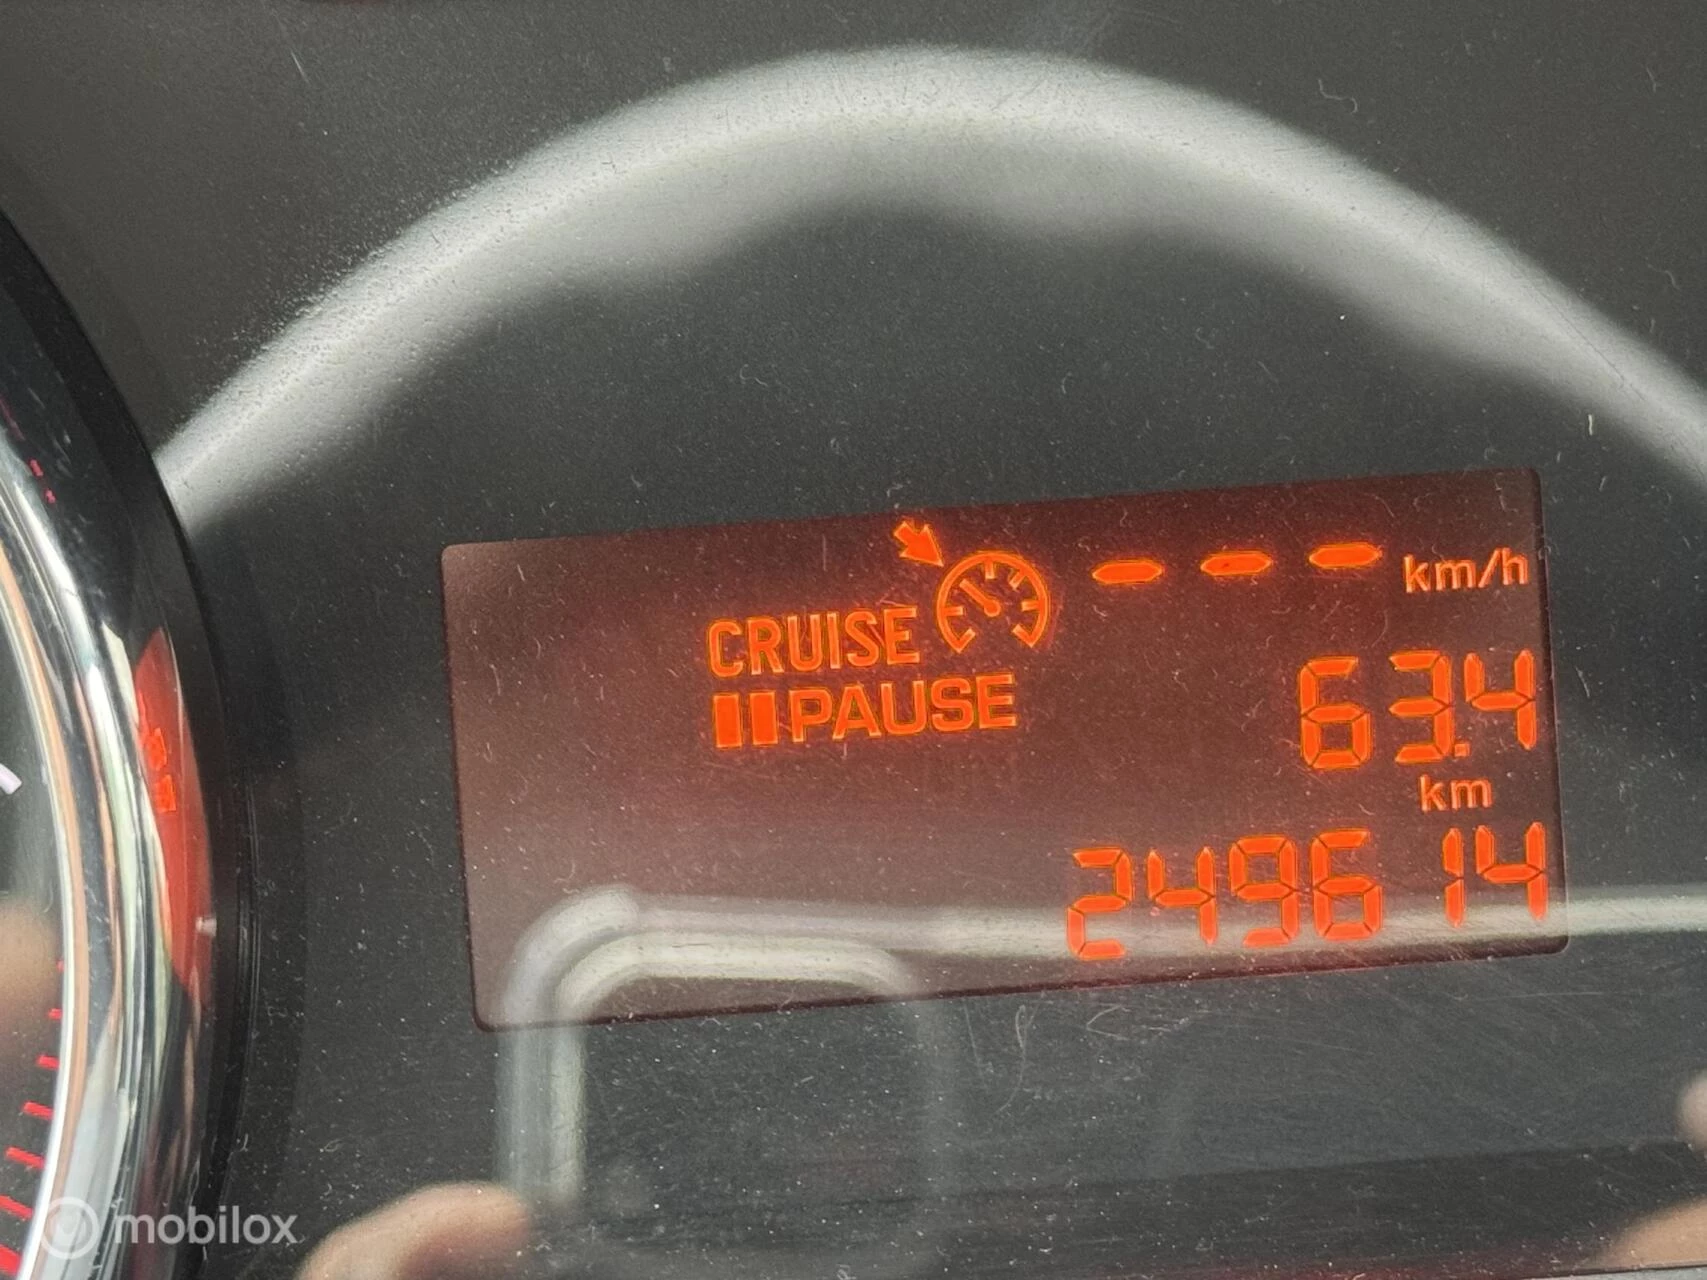 --- km/h
CRUISE
PAUSE
63.4
km
249614
mobilox